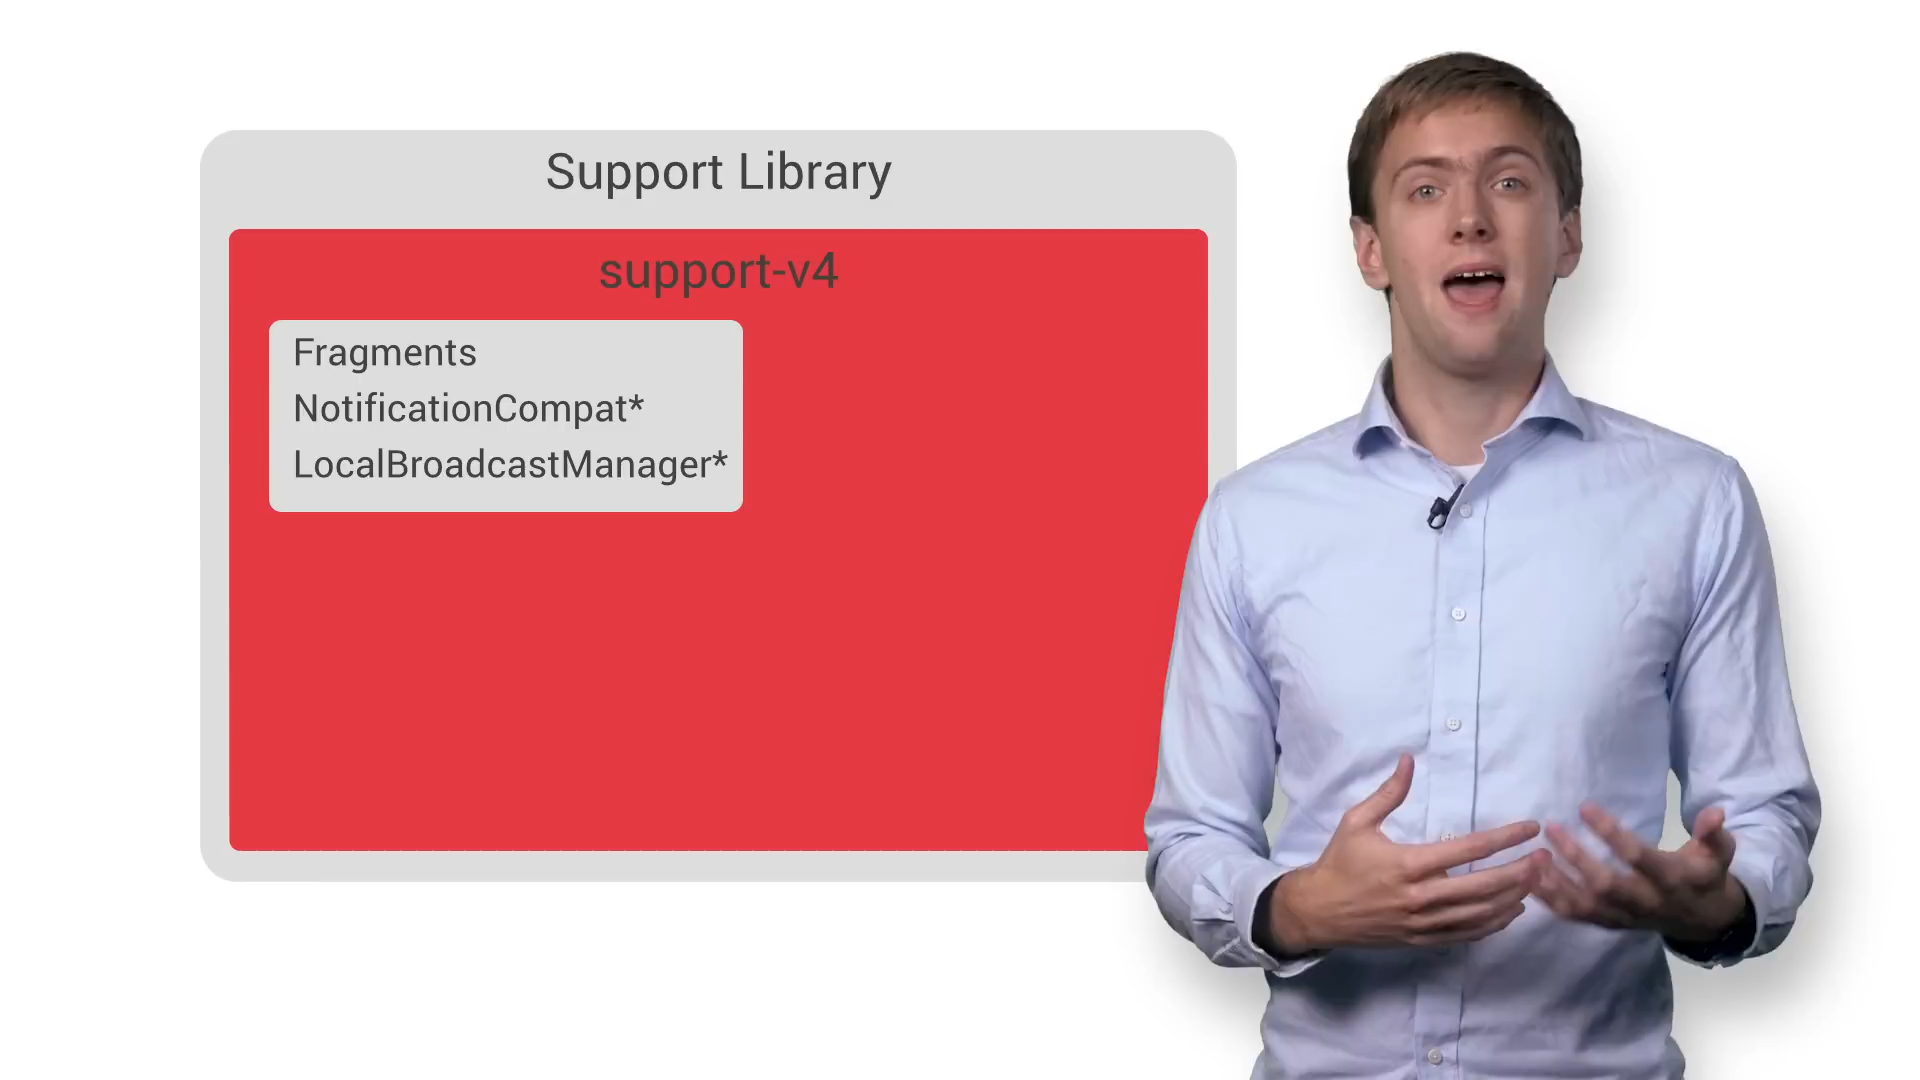 Support Library
support-v4
Fragments
NotificationCompat*
LocalBroadcastManager*